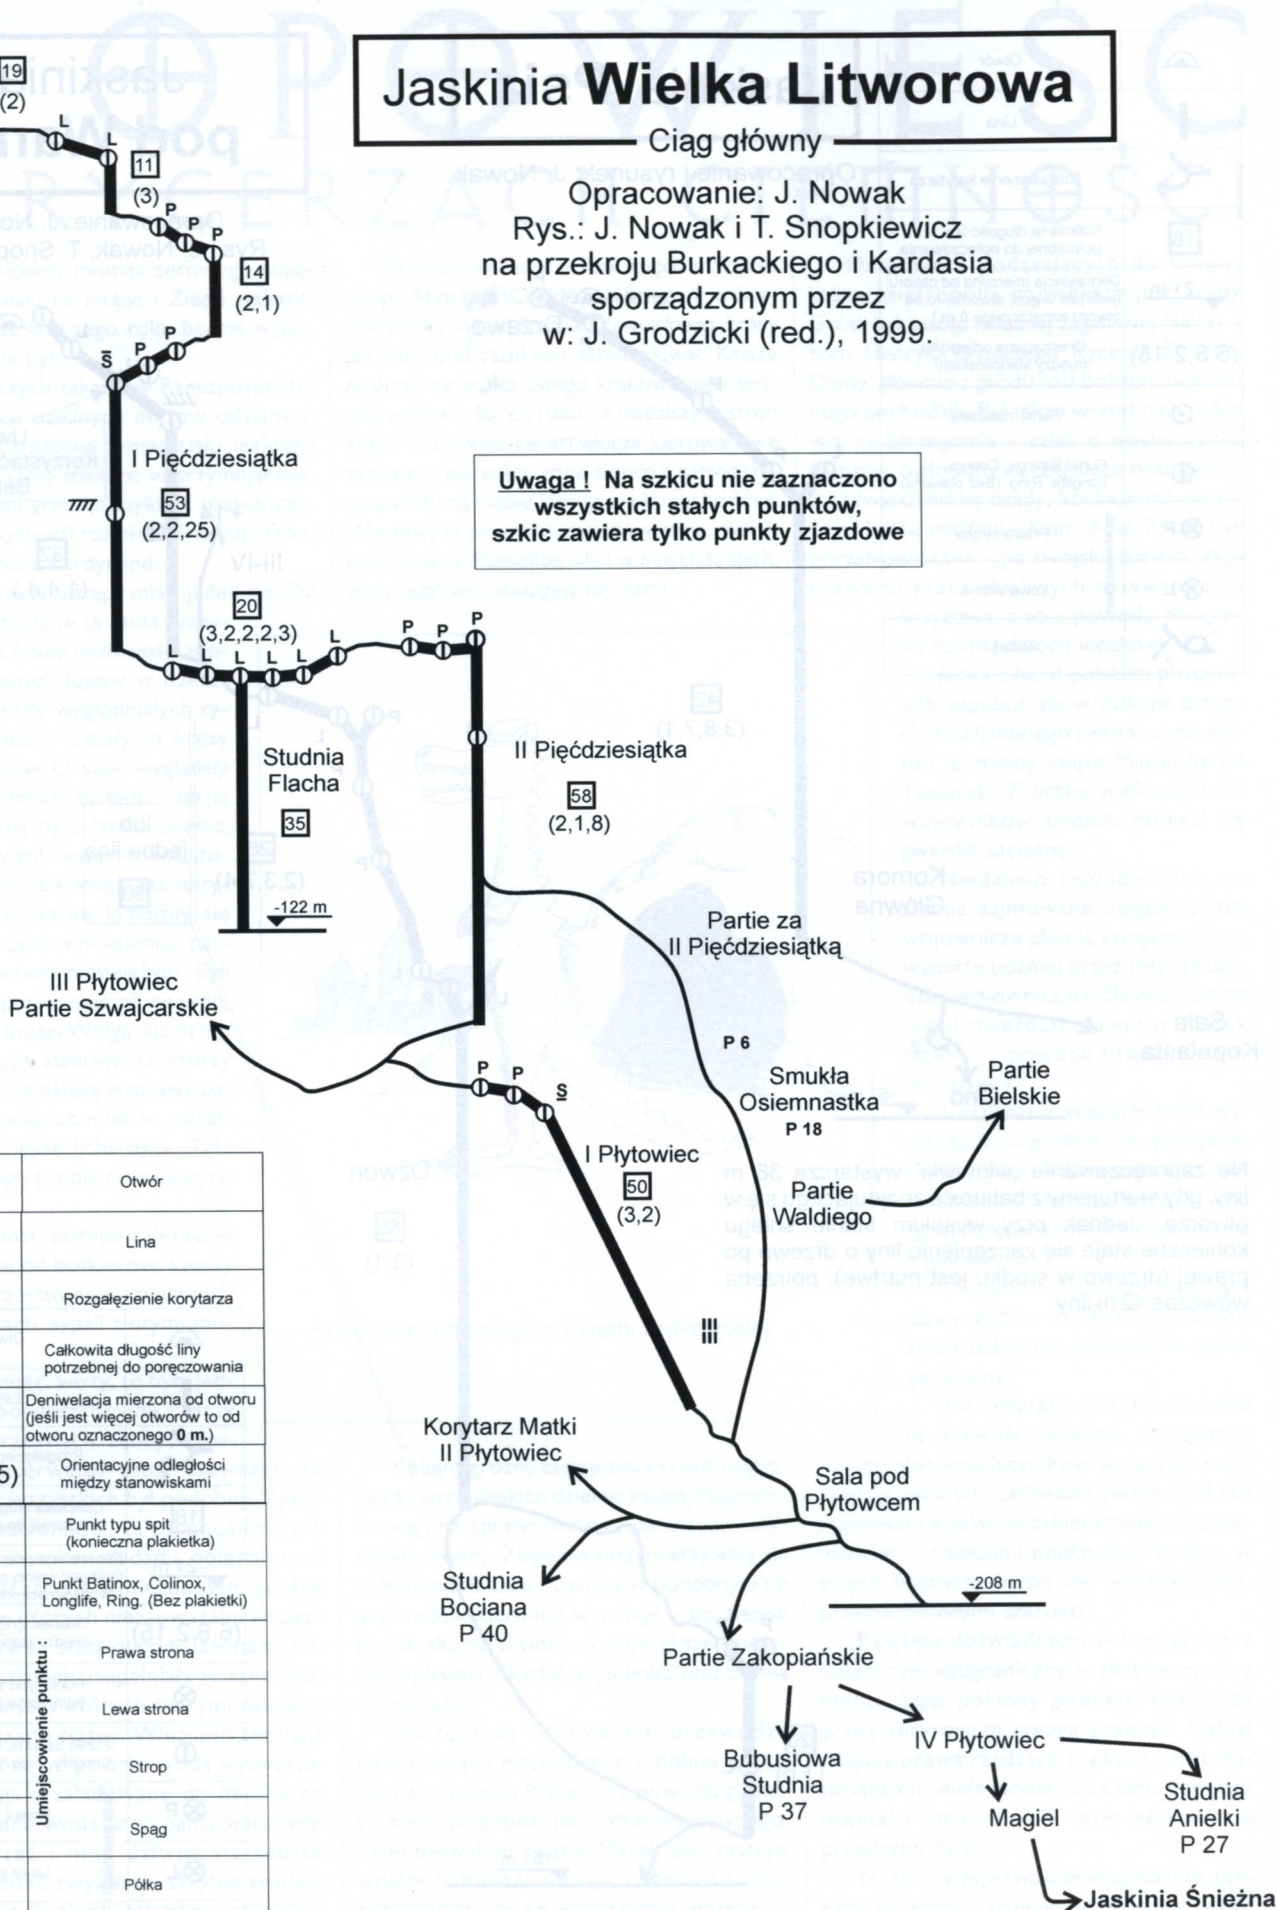 Jaskinia Wielka Litworowa
Ciąg główny
Opracowanie: J. Nowak
Rys.: J. Nowak i T. Snopkiewicz
na przekroju Burkackiego i Kardasia
sporządzonym przez
w: J. Grodzicki (red.), 1999.
Uwaga ! Na szkicu nie zaznaczono
wszystkich stałych punktów,
szkic zawiera tylko punkty zjazdowe
19
(2)
L
L
11
(3)
P
P
P
14
(2,1)
P
S
I Pięćdziesiątka
53
(2,2,25)
20
(3,2,2,2,3)
L
L
L
L
L
L
P
P
P
Studnia
Flacha
35
-122 m
II Pięćdziesiątka
58
(2,1,8)
Partie za
II Pięćdziesiątką
P 6
III Płytowiec
Partie Szwajcarskie
P
P
S
Smukła
Osiemnastka
P 18
Partie
Bielskie
Partie
Waldiego
I Płytowiec
50
(3,2)
Korytarz Matki
II Płytowiec
Sala pod
Płytowcem
-208 m
Studnia
Bociana
P 40
Partie Zakopiańskie
Bubusiowa
Studnia
P 37
IV Płytowiec
Magiel
Studnia
Anielki
P 27
Jaskinia Śnieżna
Otwór
Lina
Rozgałęzienie korytarza
Całkowita długość liny
potrzebnej do poręczowania
Deniwelacja mierzona od otworu
(jeśli jest więcej otworów to od
otworu oznaczonego 0 m.)
5)
Orientacyjne odległości
między stanowiskami
Punkt typu spit
(konieczna plakietka)
Punkt Batinox, Colinox,
Longlife, Ring. (Bez plakietki)
Umiejscowienie punktu
Prawa strona
Lewa strona
Strop
Spąg
Półka